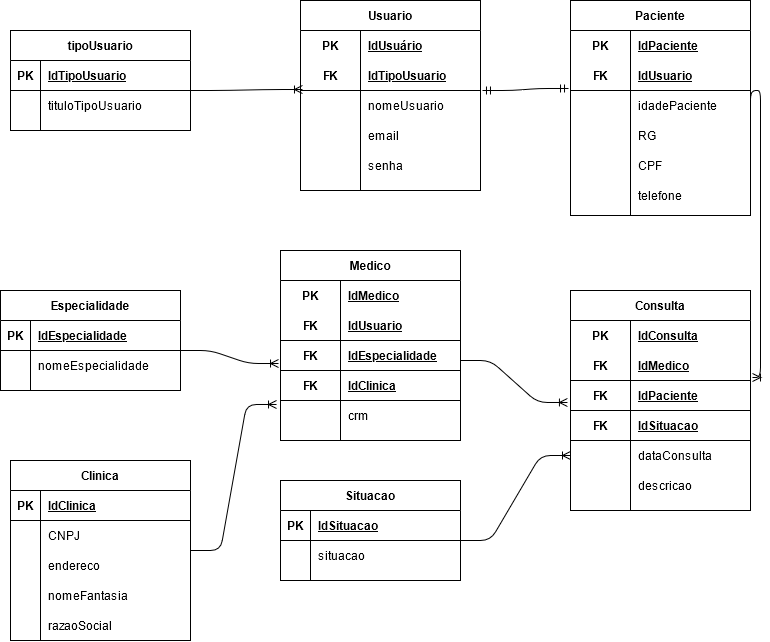 tipoUsuario
PK IdTipoUsuario
tituloTipoUsuario
Usuario
PK IdUsuário
FK IdTipoUsuario
nomeUsuario
email
senha
Paciente
PK IdPaciente
FK IdUsuario
idadePaciente
RG
CPF
telefone
Especialidade
PK IdEspecialidade
nomeEspecialidade
Medico
PK IdMedico
FK IdUsuario
FK IdEspecialidade
FK IdClinica
crm
Consulta
PK IdConsulta
FK IdMedico
FK IdPaciente
FK IdSituacao
dataConsulta
descricao
Clinica
PK IdClinica
CNPJ
endereco
nomeFantasia
razaoSocial
Situacao
PK IdSituacao
situacao